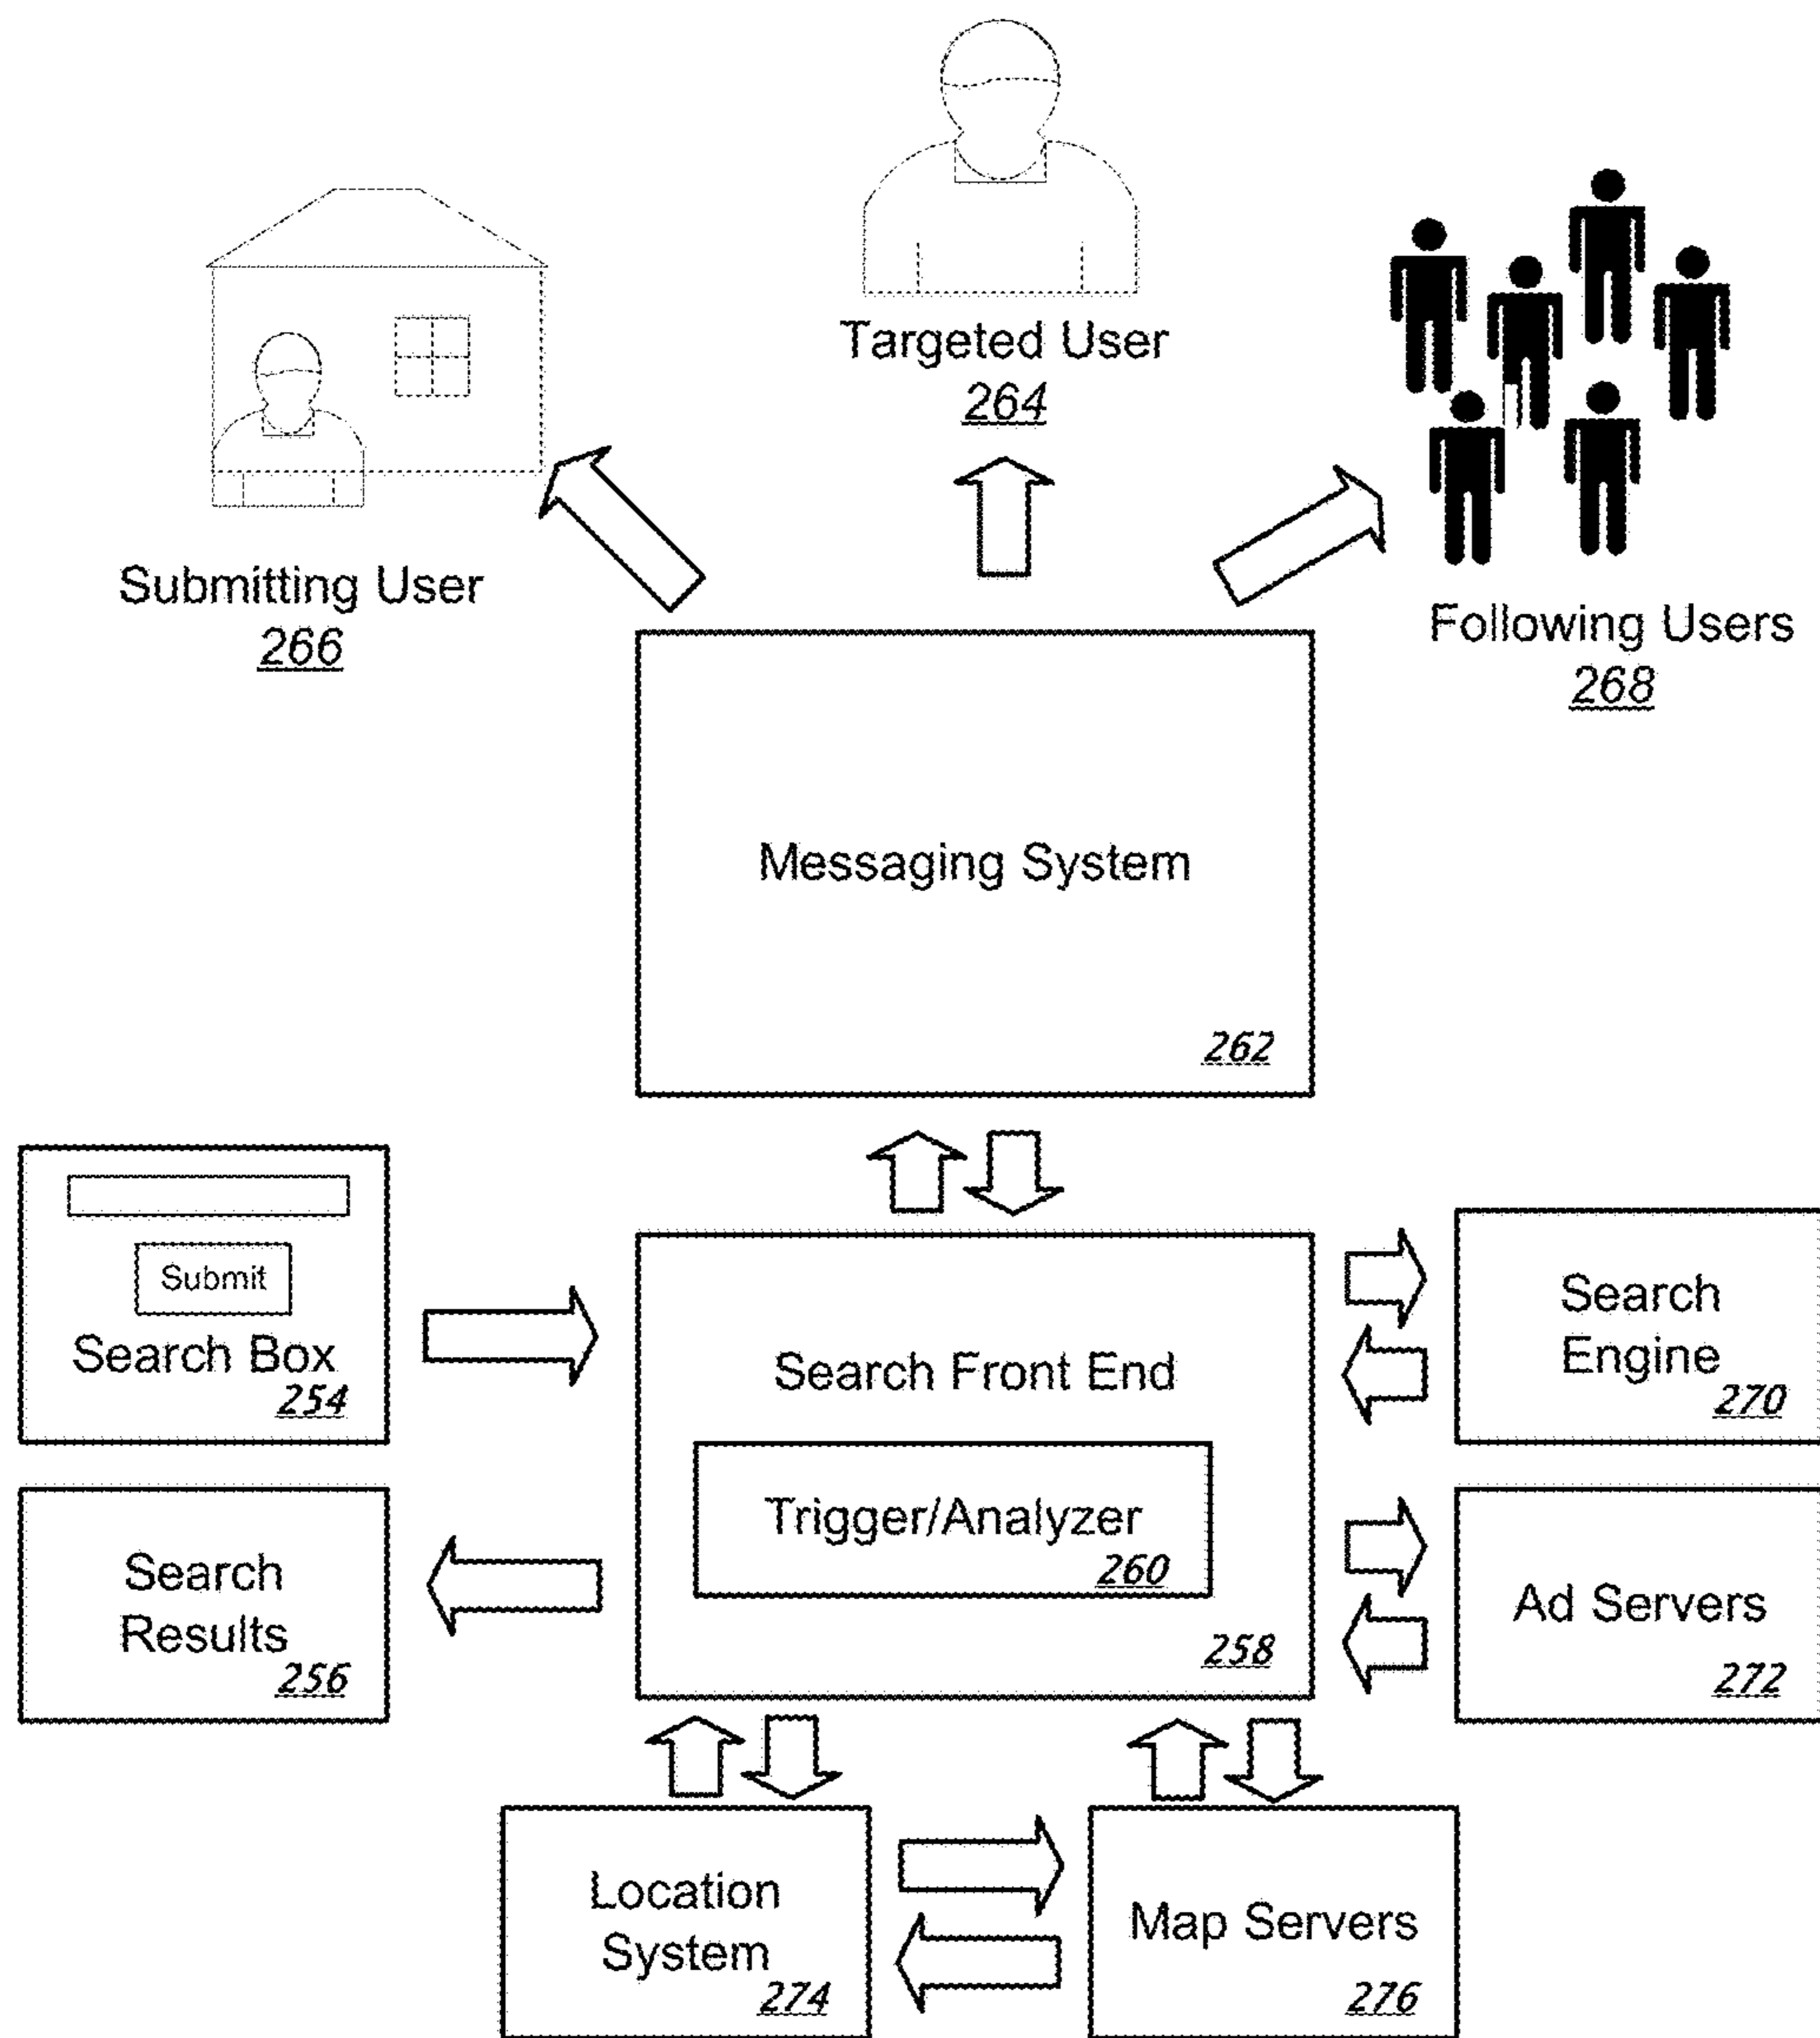 Targeted User
264
Submitting User
266
Following Users
268
Messaging System
262
Submit
Search Box
254
Search Front End
Trigger/Analyzer
260
258
Search
Engine
270
Search
Results
256
Ad Servers
272
Location
System
274
Map Servers
276